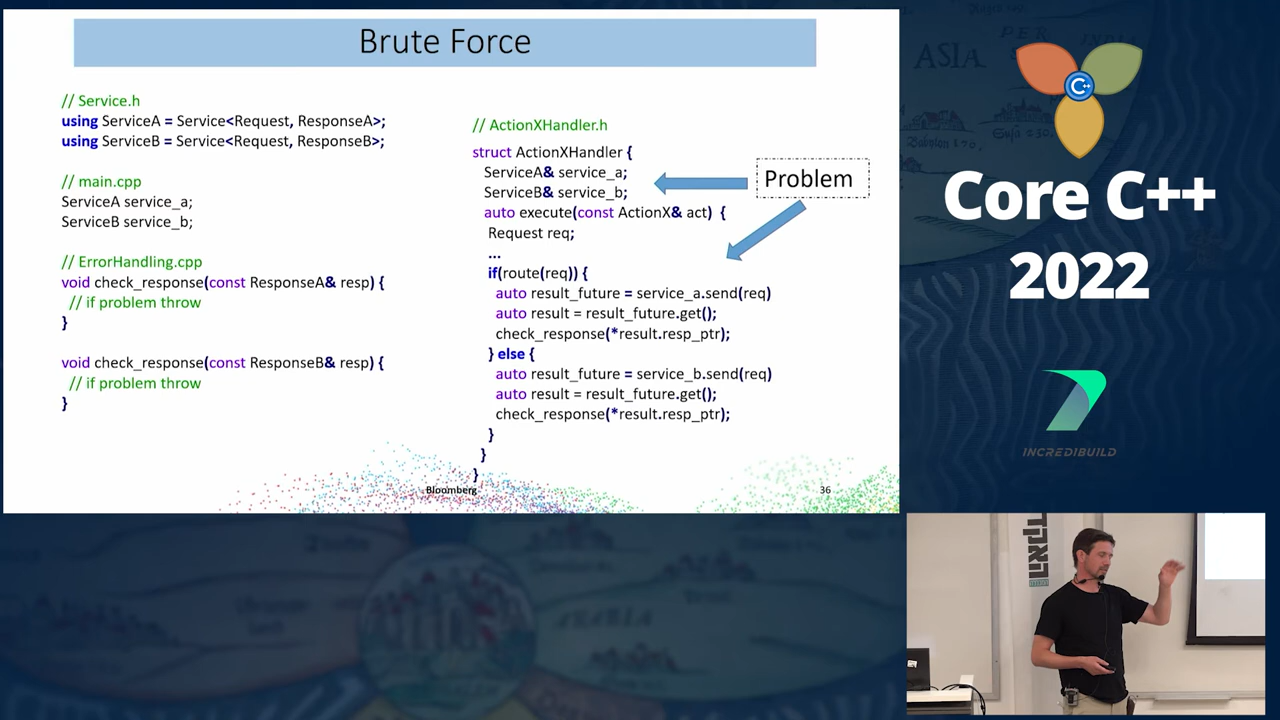 Brute Force
// Service.h
using ServiceA = Service<Request, ResponseA>;
using ServiceB = Service<Request, ResponseB>;
// main.cpp
ServiceA service_a;
ServiceB service_b;
// ErrorHandling.cpp
void check_response(const ResponseA& resp) {
// if problem throw
}
void check_response(const ResponseB& resp) {
// if problem throw
}
// ActionXHandler.h
struct ActionXHandler {
ServiceA& service_a;
ServiceB& service_b;
auto execute(const ActionX& act) {
Request req;
...
if(route(req)) {
auto result_future = service_a.send(req)
auto result = result_future.get();
check_response(*result.resp_ptr);
} else {
auto result_future = service_b.send(req)
auto result = result_future.get();
check_response(*result.resp_ptr);
}
}
}
Problem
Bloomberg
36
ASIA
PER
INDIA
C++
Core C++
2022
INCREDIBUILD
ARABIA